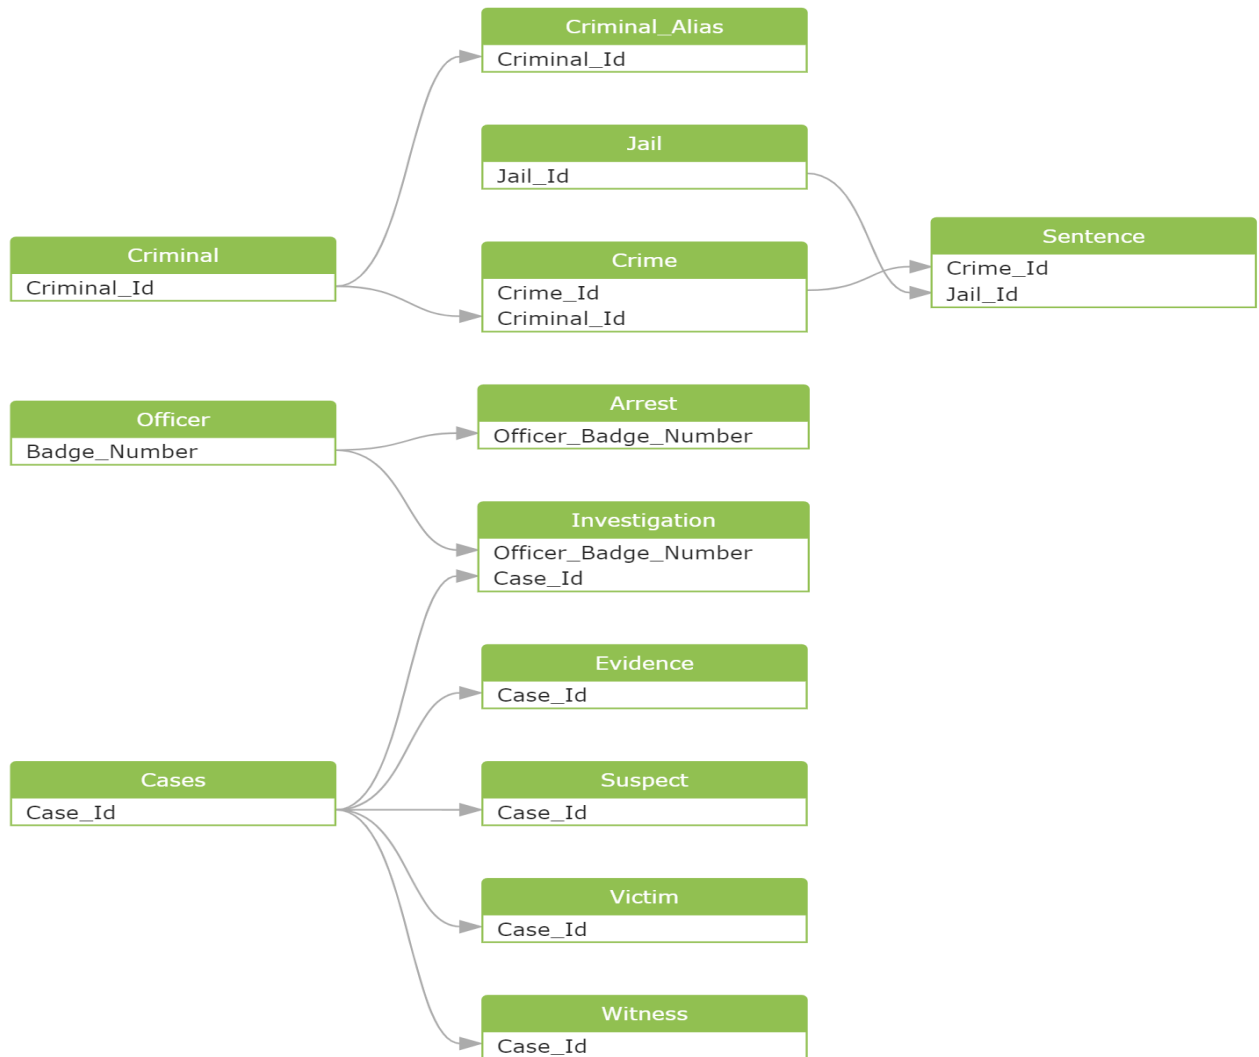 Criminal_Alias
Criminal_Id
Jail
Jail_Id
Criminal
Criminal_Id
Crime
Crime_Id
Criminal_Id
Sentence
Crime_Id
Jail_Id
Officer
Badge_Number
Arrest
Officer_Badge_Number
Investigation
Officer_Badge_Number
Case_Id
Evidence
Case_Id
Cases
Case_Id
Suspect
Case_Id
Victim
Case_Id
Witness
Case_Id